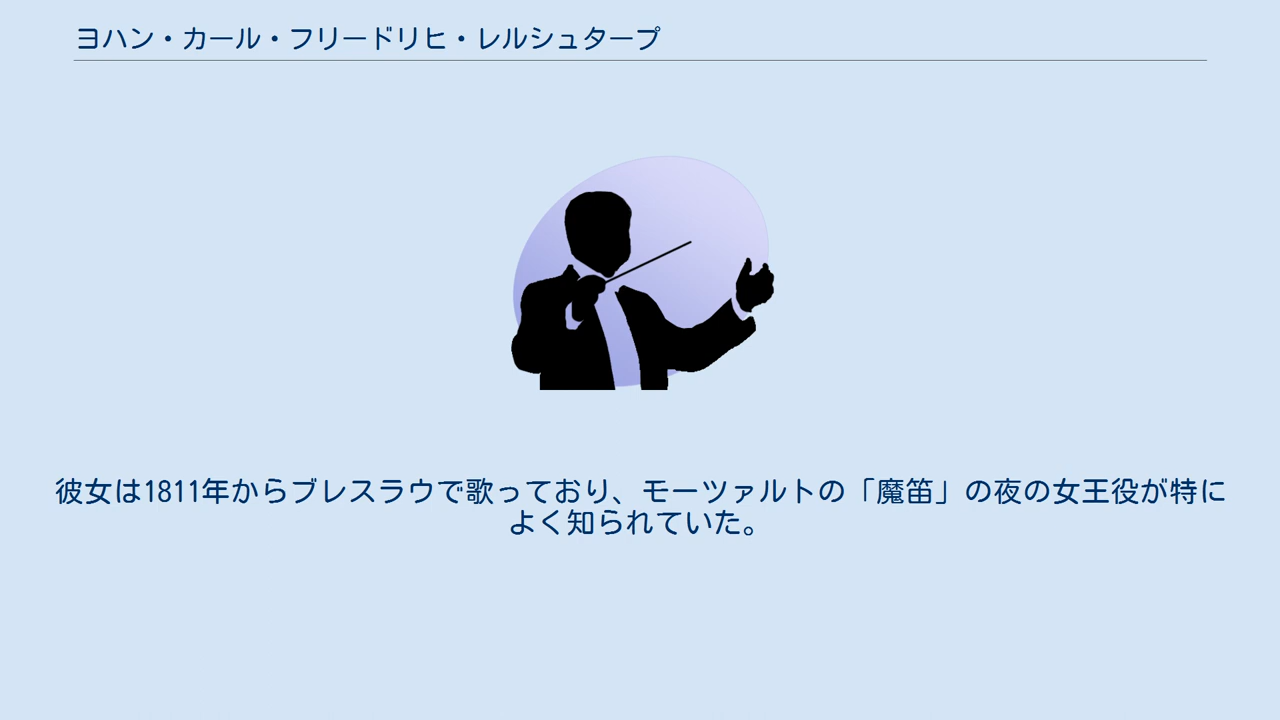 ヨハン・カール・フリードリヒ・レルシュタープ
彼女は1811年からブレスラウで歌っており、モーツァルトの「魔笛」の夜の女王役が特に
よく知られていた。